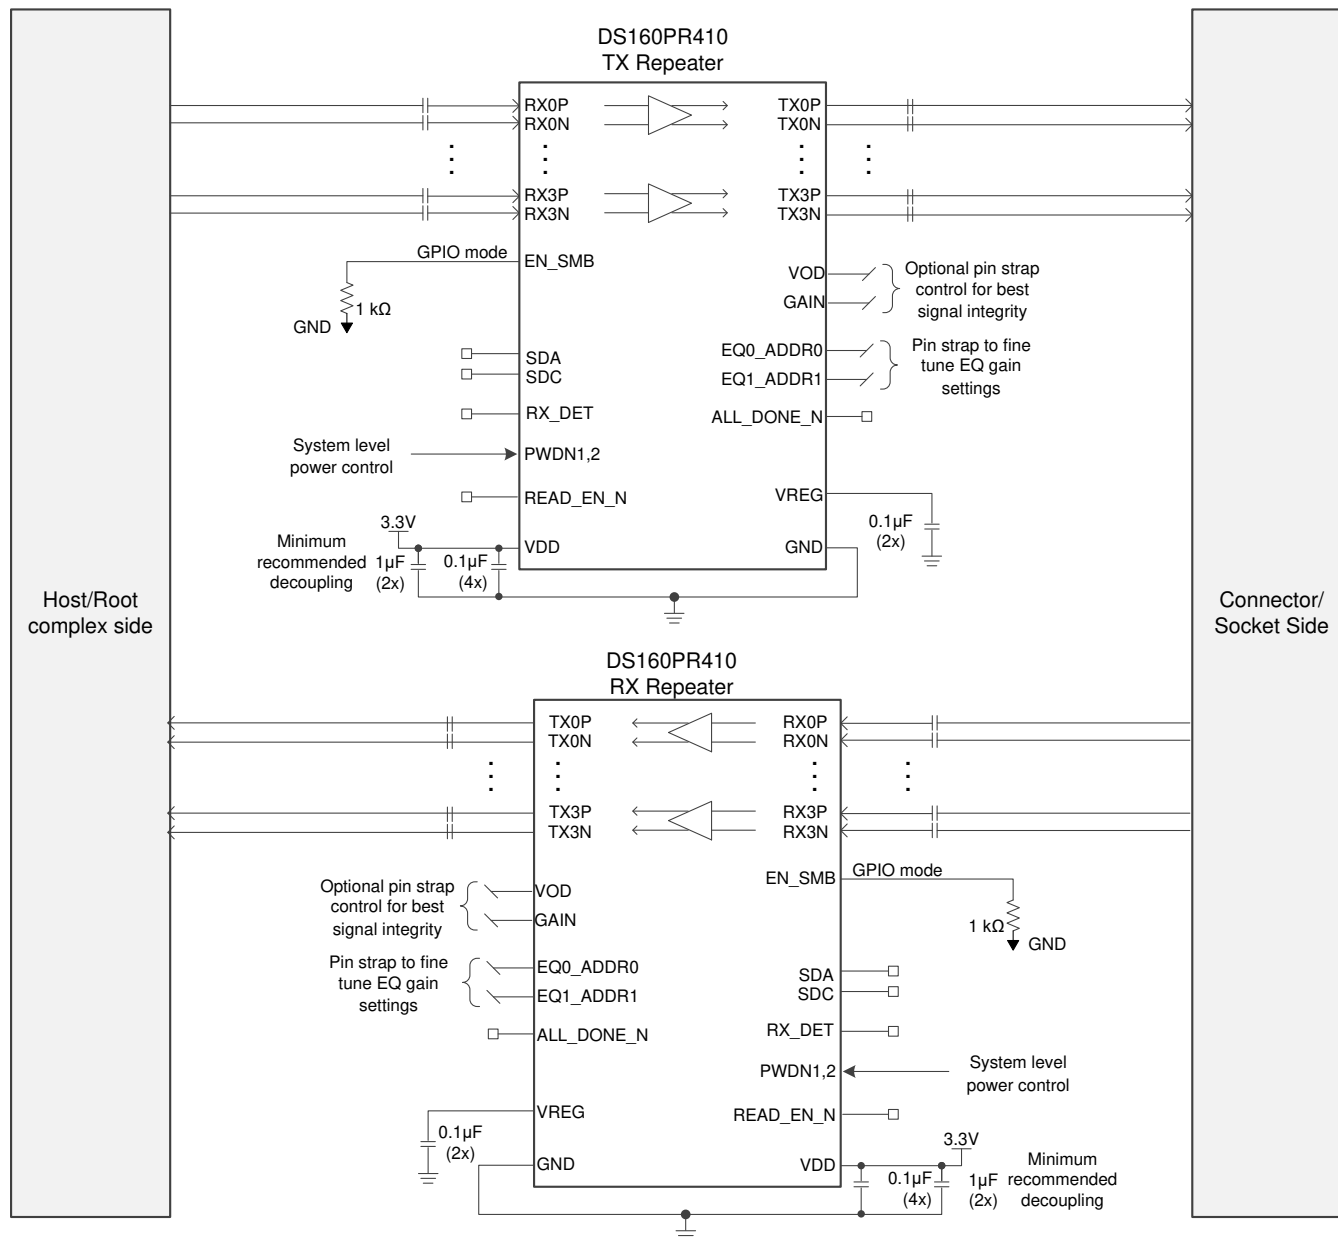 DS160PR410
TX Repeater
RX0P
RX0N
RX3P
RX3N
TX0P
TX0N
TX3P
TX3N
GPIO mode
EN_SMB
1 kΩ
GND
VOD
GAIN
Optional pin strap
control for best
signal integrity
SDA
SDC
EQ0_ADDR0
EQ1_ADDR1
Pin strap to fine
tune EQ gain
settings
RX_DET
ALL_DONE_N
System level
power control
PWDN1,2
READ_EN_N
VREG
0.1µF
(2x)
3.3V
Minimum
recommended
decoupling
1µF
(2x)
0.1µF
(4x)
VDD
GND
Host/Root
complex side
Connector/
Socket Side
DS160PR410
RX Repeater
TX0P
TX0N
TX3P
TX3N
RX0P
RX0N
RX3P
RX3N
EN_SMB
GPIO mode
1 kΩ
GND
Optional pin strap
control for best
signal integrity
VOD
GAIN
Pin strap to fine
tune EQ gain
settings
EQ0_ADDR0
EQ1_ADDR1
SDA
SDC
ALL_DONE_N
RX_DET
PWDN1,2
System level
power control
VREG
0.1µF
(2x)
READ_EN_N
GND
VDD
3.3V
0.1µF
(4x)
1µF
(2x)
Minimum
recommended
decoupling